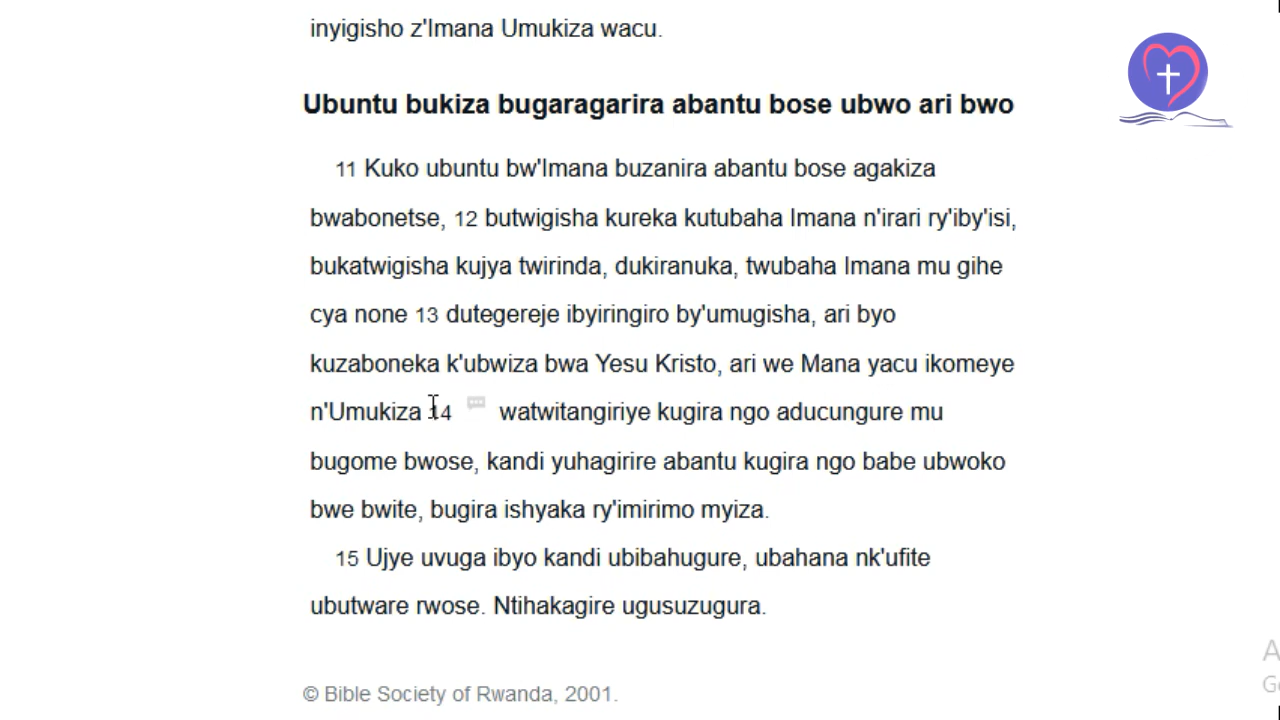 inyigisho z'Imana Umukiza wacu.
Ubuntu bukiza bugaragarira abantu bose ubwo ari bwo
11 Kuko ubuntu bw'Imana buzanira abantu bose agakiza
bwabonetse, 12 butwigisha kureka kutubaha Imana n'irari ry'iby'isi,
bukatwigisha kujya twirinda, dukiranuka, twubaha Imana mu gihe
cya none 13 dutegereje ibyiringiro by'umugisha, ari byo
kuzaboneka k'ubwiza bwa Yesu Kristo, ari we Mana yacu ikomeye
n'Umukiza 14 watwitangiriye kugira ngo aducungure mu
bugome bwose, kandi yuhagirire abantu kugira ngo babe ubwoko
bwe bwite, bugira ishyaka ry'imirimo myiza.
15 Ujye uvuga ibyo kandi ubibahugure, ubahana nk'ufite
ubutware rwose. Ntihakagire ugusuzugura.
© Bible Society of Rwanda, 2001.